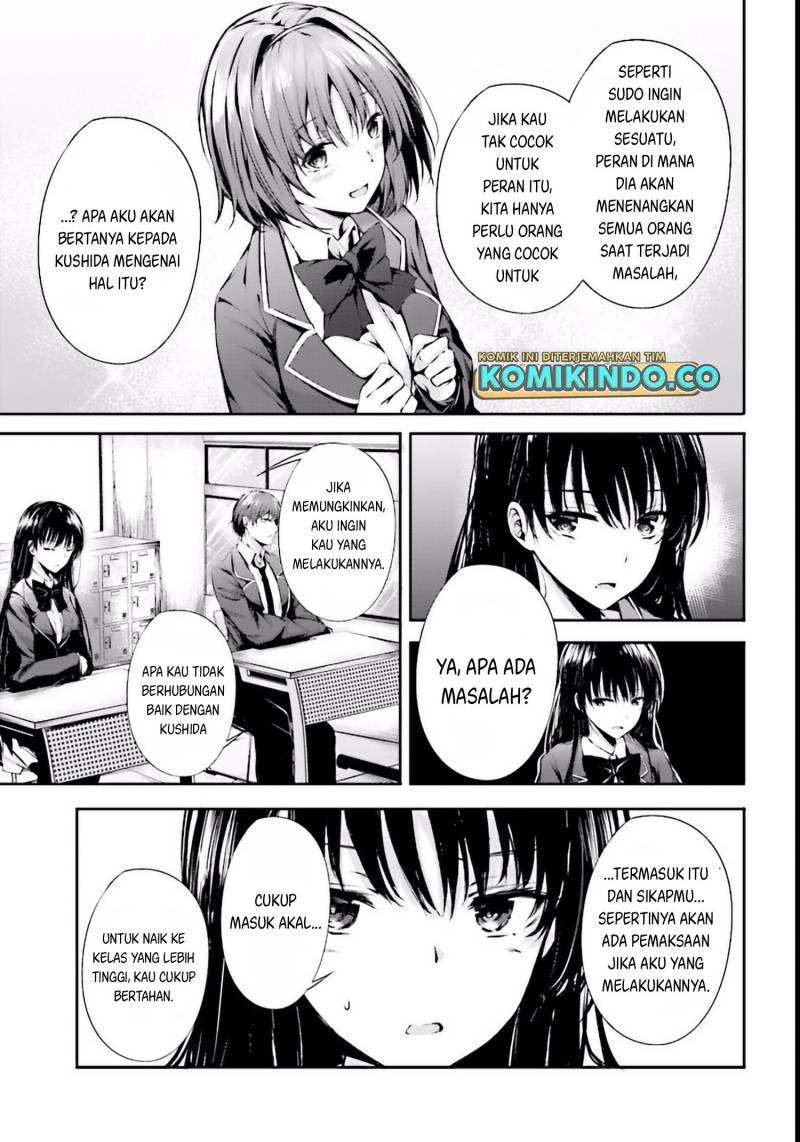 SEPERTI
SUDO INGIN
MELAKUKAN
SESUATU,
PERAN DI MANA
DIA AKAN
MENENANGKAN
SEMUA ORANG
SAAT TERJADI
MASALAH,
JIKA KAU
TAK COCOK
UNTUK
PERAN ITU,
KITA HANYA
PERLU ORANG
YANG COCOK
UNTUK
...? APA AKU AKAN
BERTANYA KEPADA
KUSHIDA MENGENAI
HAL ITU?
KOMIK INI DITERJEMAHKAN TIM
KOMIKINDO.CO
YA, APA ADA
MASALAH?
JIKA
MEMUNGKINKAN,
AKU INGIN
KAU YANG
MELAKUKANNYA.
APA KAU TIDAK
BERHUBUNGAN
BAIK DENGAN
KUSHIDA
...TERMASUK ITU
DAN SIKAPMU...
SEPERTINYA AKAN
ADA PEMAKSAAN
JIKA AKU YANG
MELAKUKANNYA.
CUKUP
MASUK AKAL...
UNTUK NAIK KE
KELAS YANG LEBIH
TINGGI, KAU CUKUP
BERTAHAN.